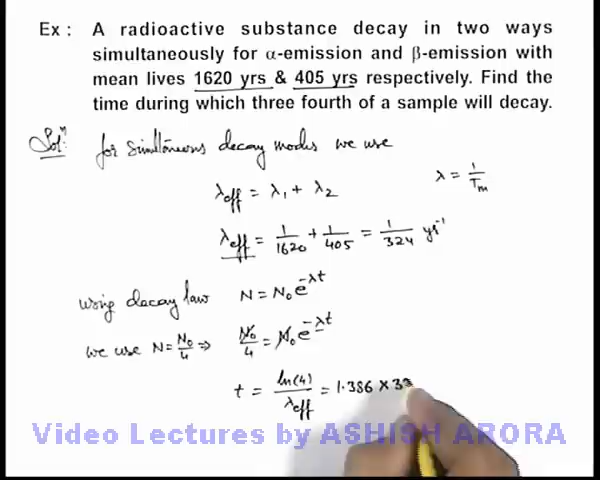 Ex : A radioactive substance decay in two ways
simultaneously for α-emission and β-emission with
mean lives 1620 yrs & 405 yrs respectively. Find the
time during which three fourth of a sample will decay.
Solⁿ. for simultaneous decay modes we use
λeff = λ₁ + λ₂
λ = 1/Tm
λeff = 1/1620 + 1/405 = 1/324 yrs⁻¹
using decay law N = N₀e^-λt
we use N = N₀/4 ⇒ N₀/4 = N₀e^-λt
t = ln(4)/λeff = 1.386 × 3
Video Lectures by ASHISH ARORA